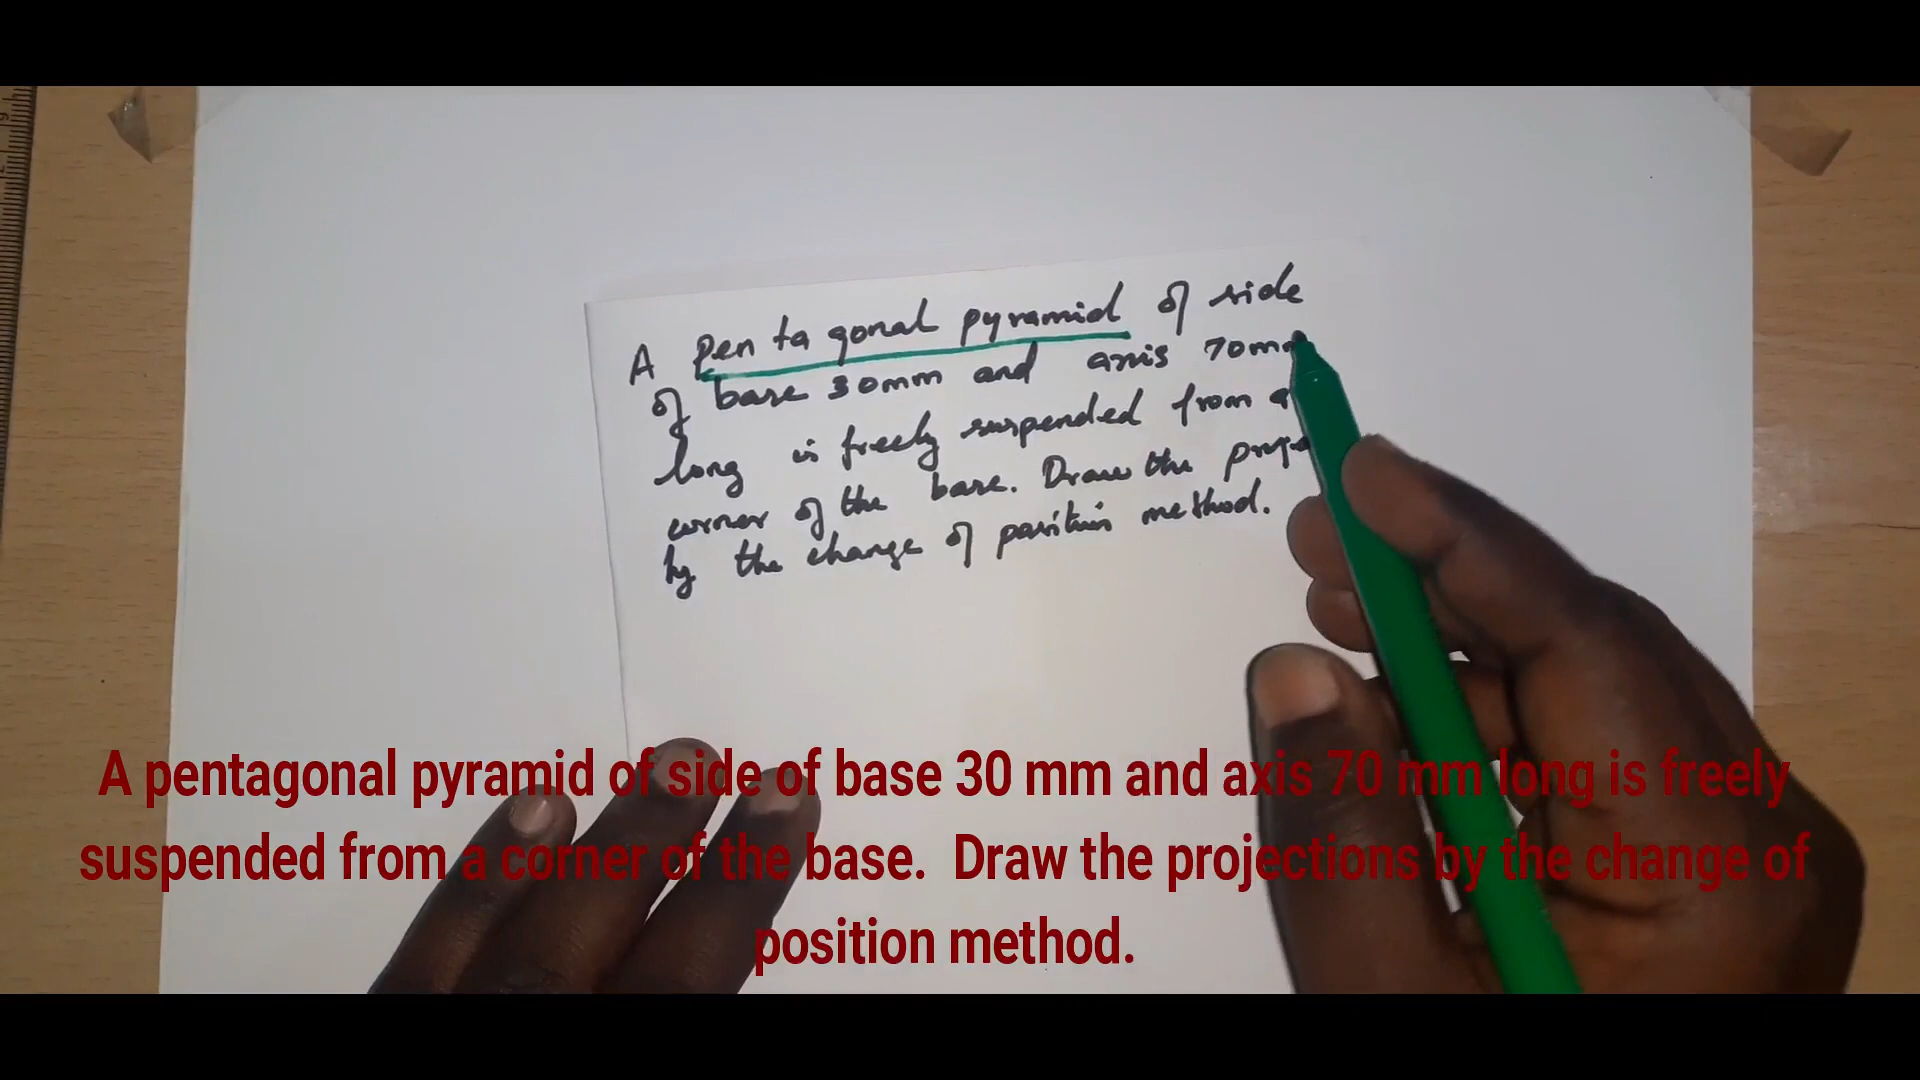 A Pentagonal pyramid of side
of base 30mm and axis 70mm
long is freely suspended from a
corner of the base. Draw the
by the change of position method.
A pentagonal pyramid of side of base 30 mm and axis 70 mm long is freely
suspended from a corner of the base. Draw the projections by the change of
position method.